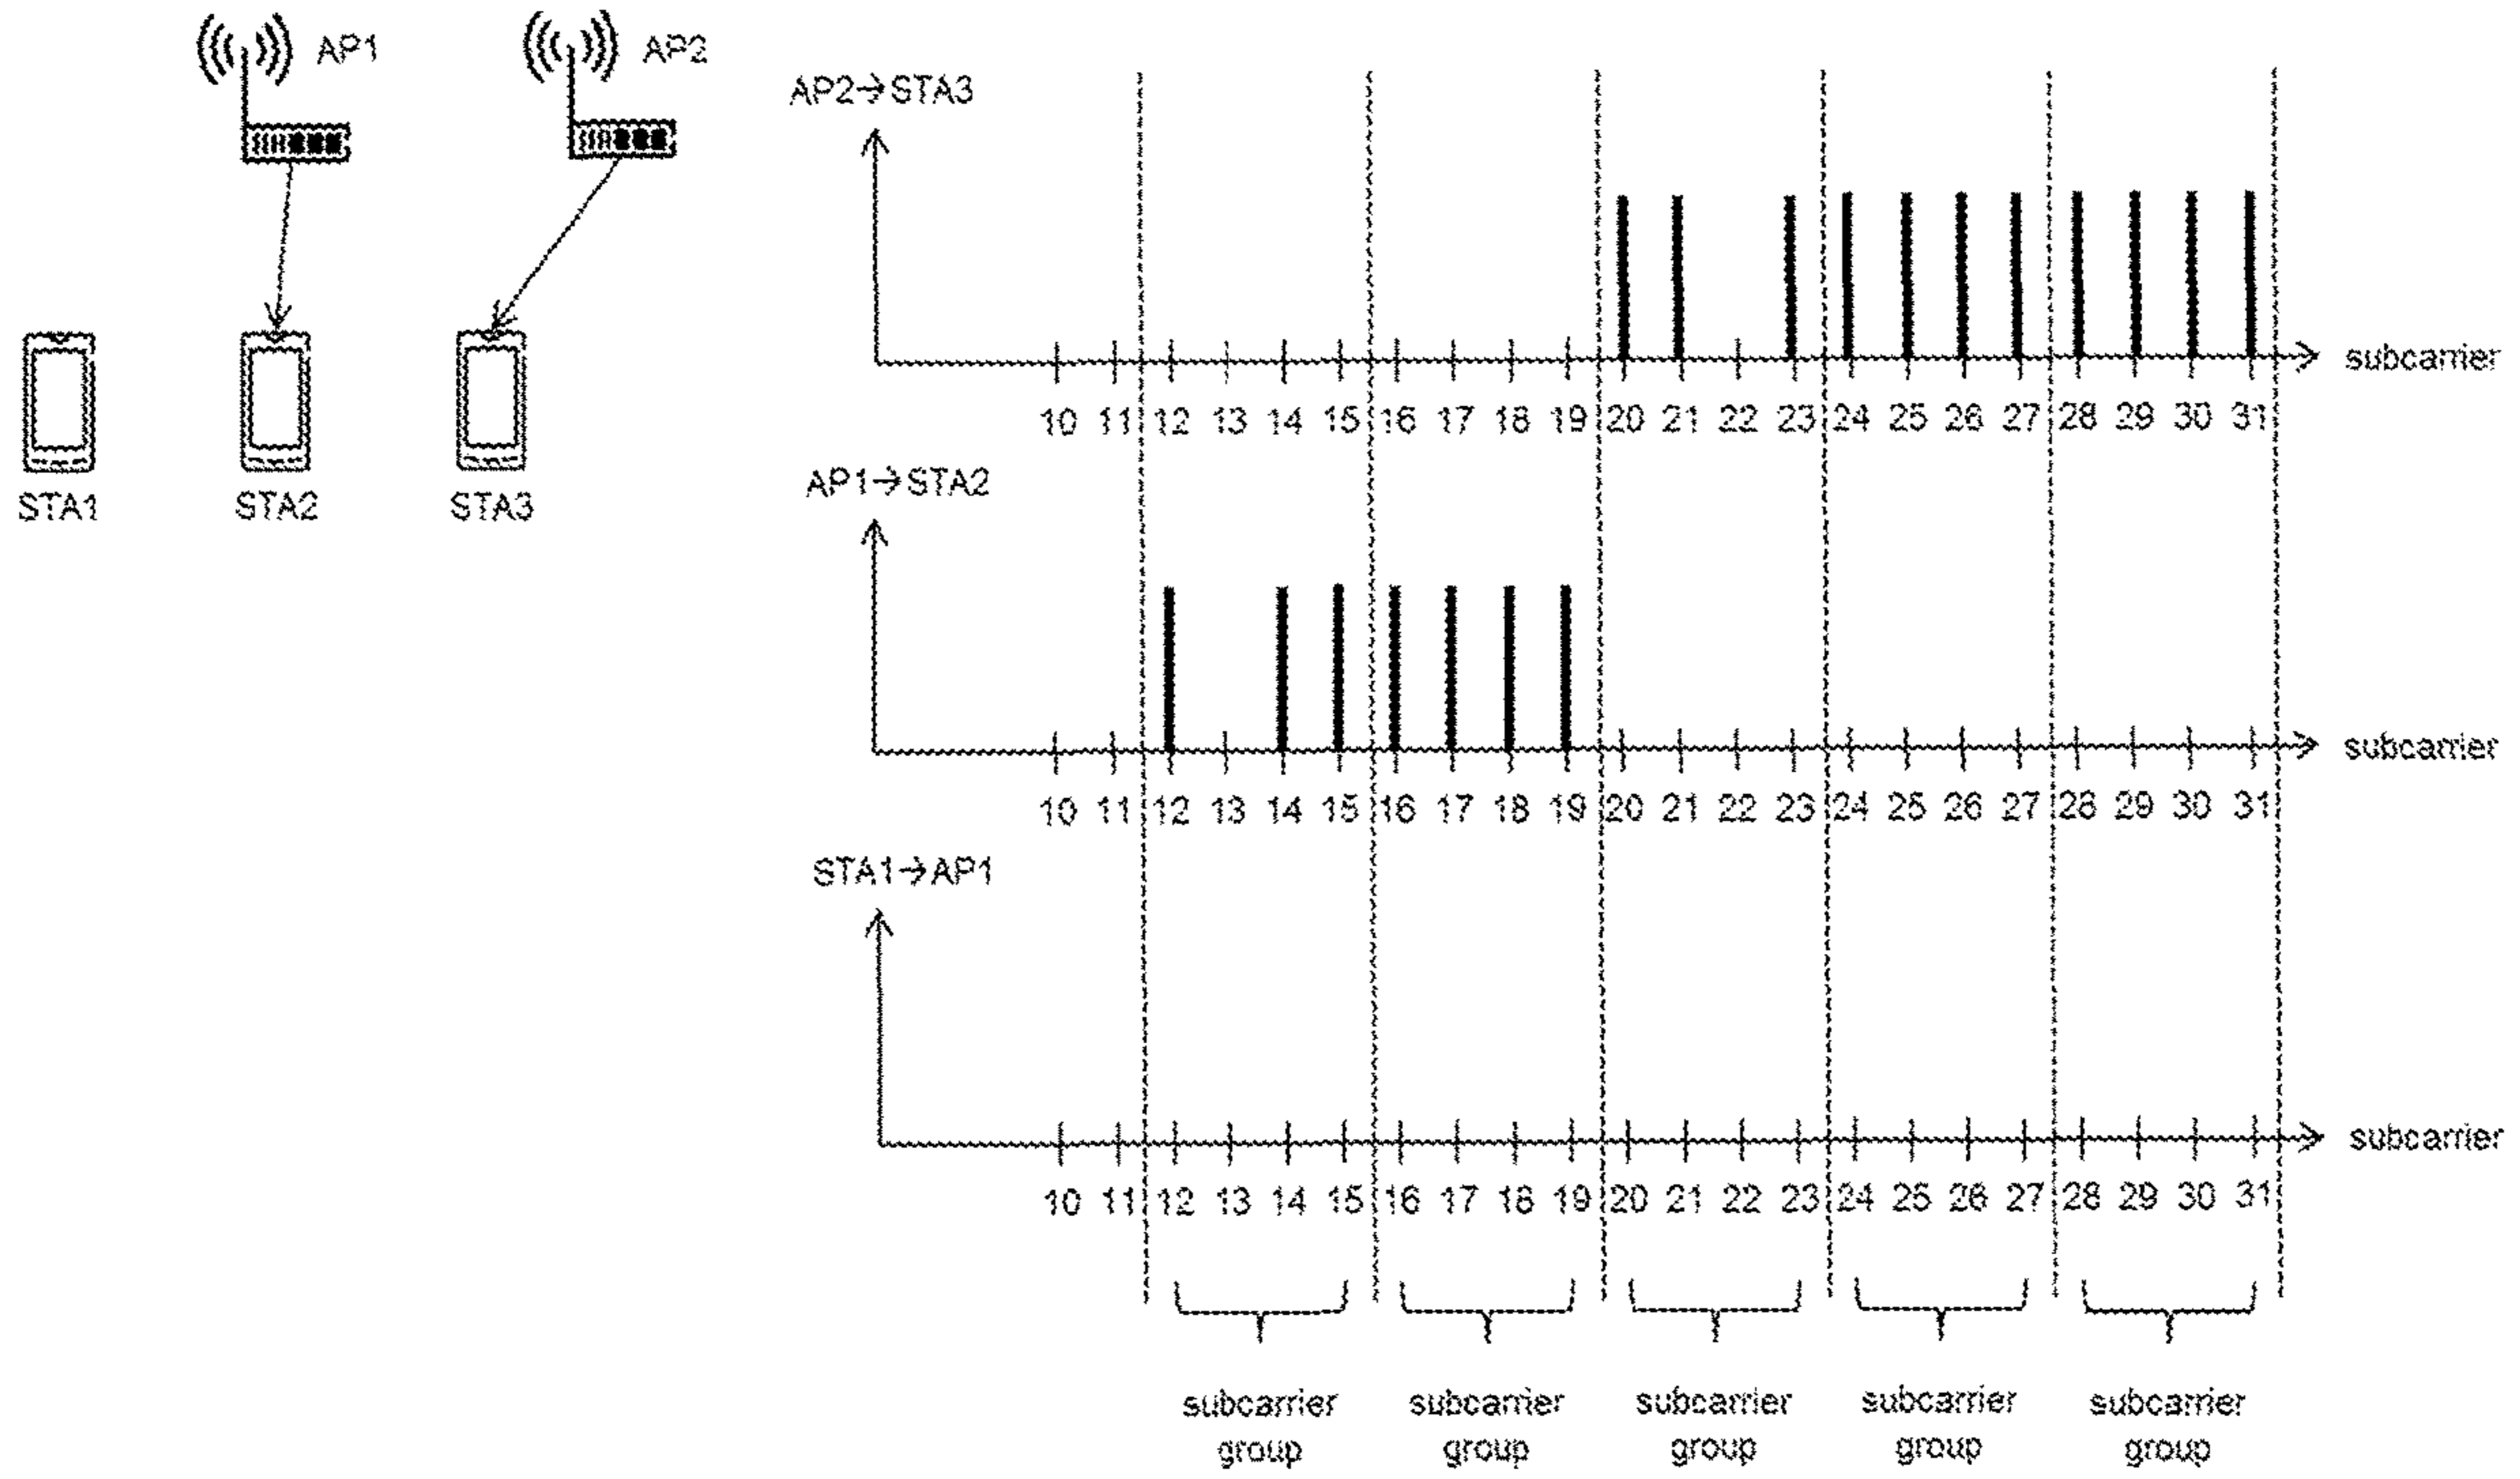 AP1
AP2
STA1
STA2
STA3
AP2→STA3
10 11 12 13 14 15 16 17 18 19 20 21 22 23 24 25 26 27 28 29 30 31
subcarrier
AP1→STA2
10 11 12 13 14 15 16 17 18 19 20 21 22 23 24 25 26 27 28 29 30 31
subcarrier
STA1→AP1
10 11 12 13 14 15 16 17 18 19 20 21 22 23 24 25 26 27 28 29 30 31
subcarrier
subcarrier
group
subcarrier
group
subcarrier
group
subcarrier
group
subcarrier
group